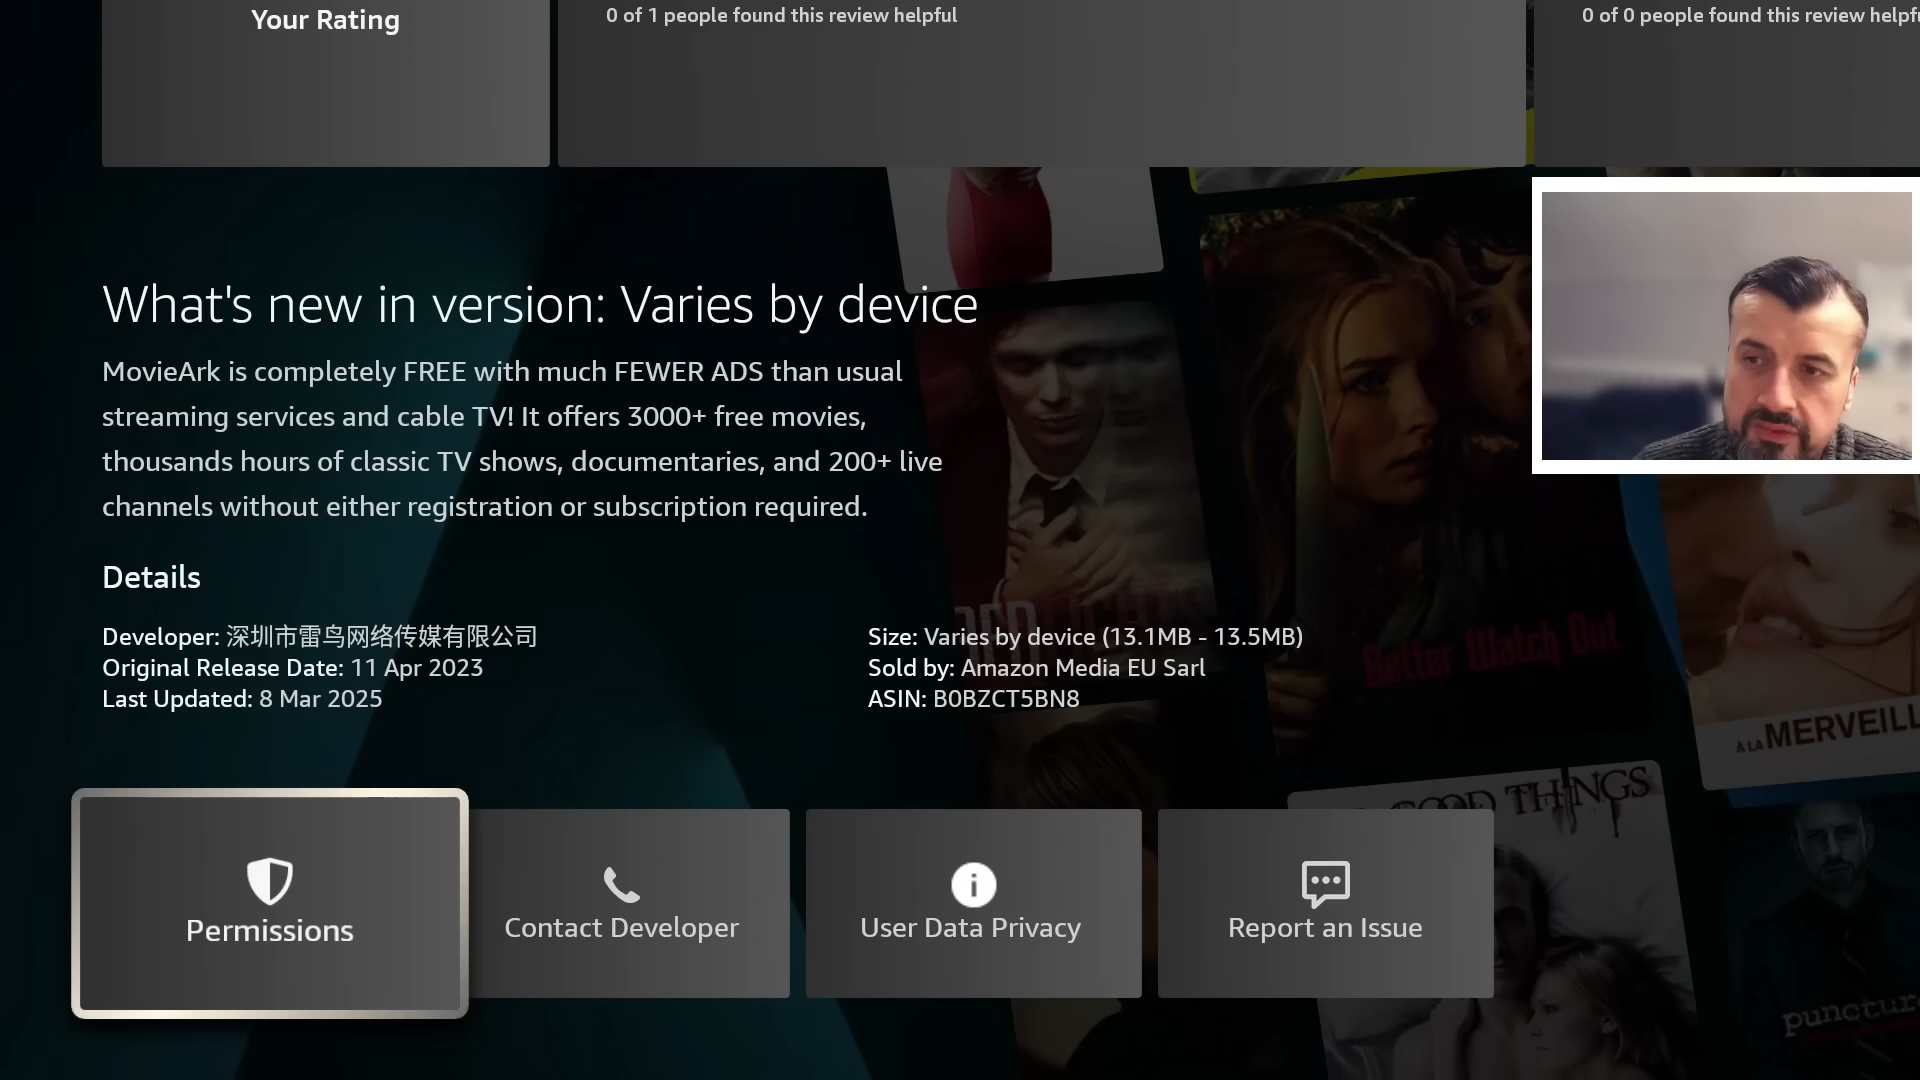 Your Rating
0 of 1 people found this review helpful
0 of 0 people found this review
What's new in version: Varies by device
MovieArk is completely FREE with much FEWER ADS than usual
streaming services and cable TV! It offers 3000+ free movies,
thousands hours of classic TV shows, documentaries, and 200+ live
channels without either registration or subscription required.
Details
Developer: 深圳市雷鸟网络传媒有限公司
Original Release Date: 11 Apr 2023
Last Updated: 8 Mar 2025
Size: Varies by device (13.1MB - 13.5MB)
Sold by: Amazon Media EU Sarl
ASIN: B0BZCT5BN8
RED LIGHTS
Better Watch Out
À LA MERVEILL
GOOD THINGS
punctur
Permissions
Contact Developer
User Data Privacy
Report an Issue